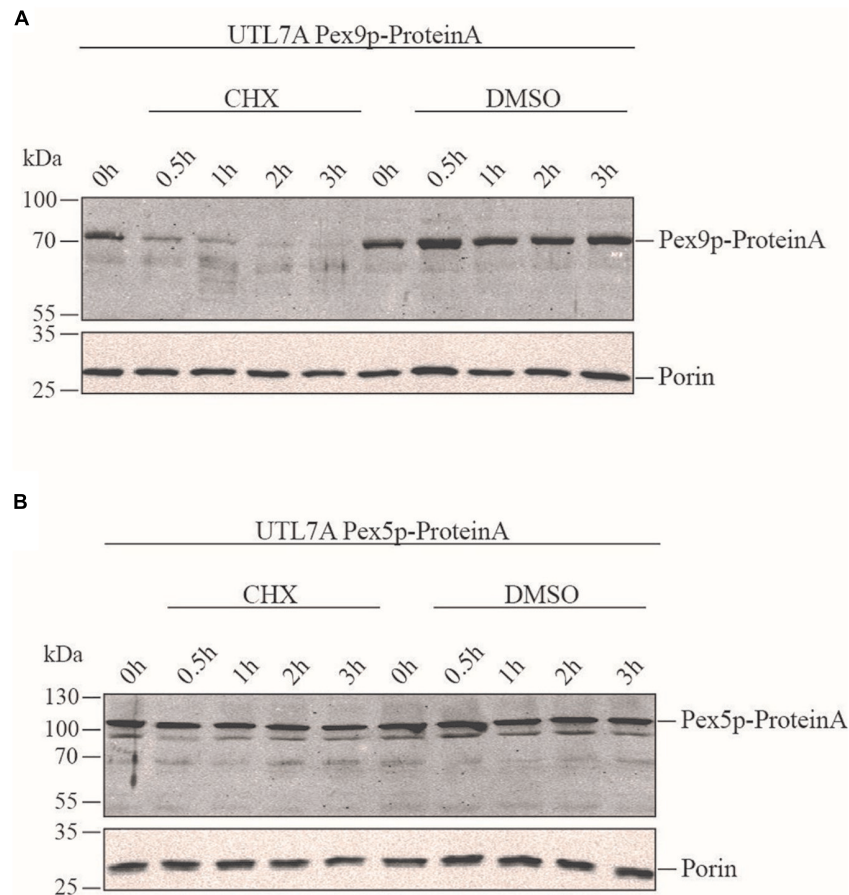 A
UTL7A Pex9p-ProteinA
CHX DMSO
kDa 0h 0.5h 1h 2h 3h 0h 0.5h 1h 2h 3h
100
70 Pex9p-ProteinA
55
35
Porin
25
B
UTL7A Pex5p-ProteinA
CHX DMSO
kDa 0h 0.5h 1h 2h 3h 0h 0.5h 1h 2h 3h
130
100 Pex5p-ProteinA
70
55
35
Porin
25